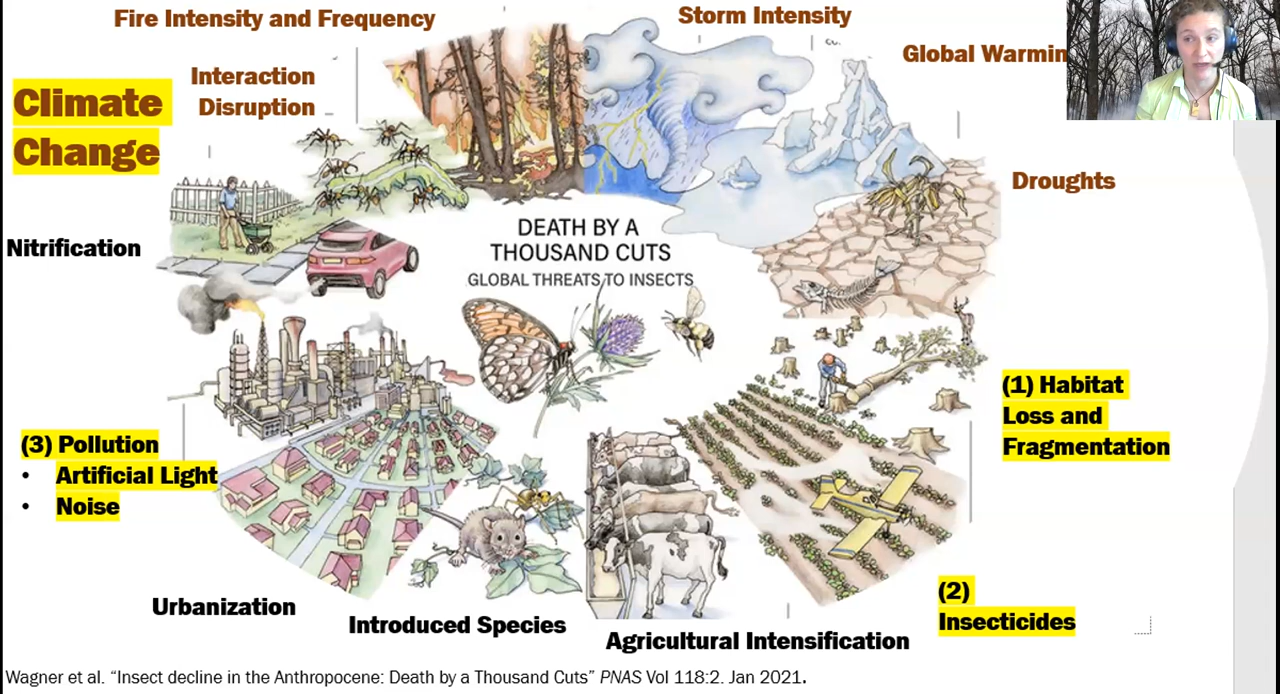 Fire Intensity and Frequency
Storm Intensity
Global Warmin
Interaction
Disruption
Climate
Change
Droughts
Nitrification
DEATH BY A
THOUSAND CUTS
GLOBAL THREATS TO INSECTS
(1) Habitat
Loss and
Fragmentation
(3) Pollution
• Artificial Light
• Noise
(2)
Insecticides
Urbanization
Introduced Species
Agricultural Intensification
Wagner et al. “Insect decline in the Anthropocene: Death by a Thousand Cuts” PNAS Vol 118:2. Jan 2021.